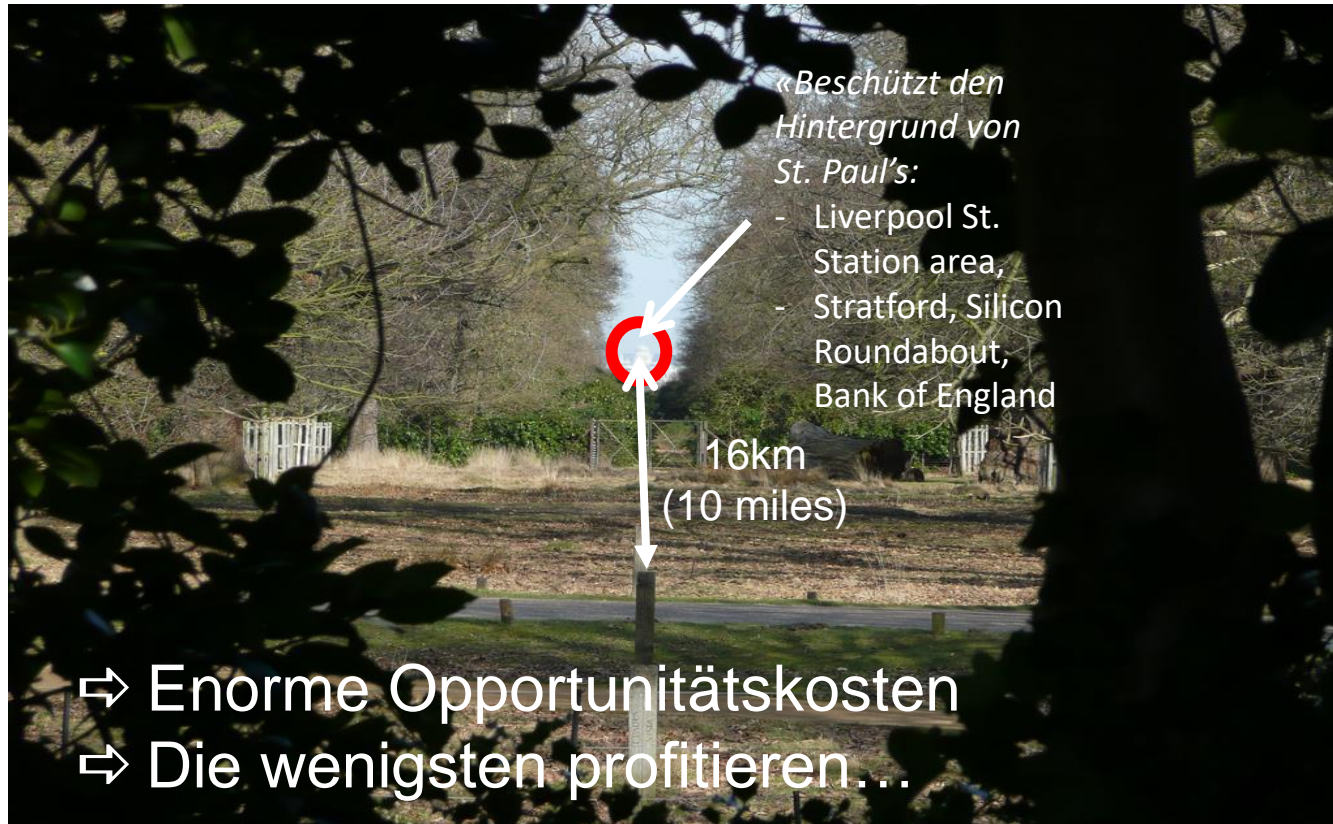 «Beschützt den
Hintergrund von
St. Paul’s:
- Liverpool St.
Station area,
- Stratford, Silicon
Roundabout,
Bank of England
16km
(10 miles)
⇨ Enorme Opportunitätskosten
⇨ Die wenigsten profitieren…